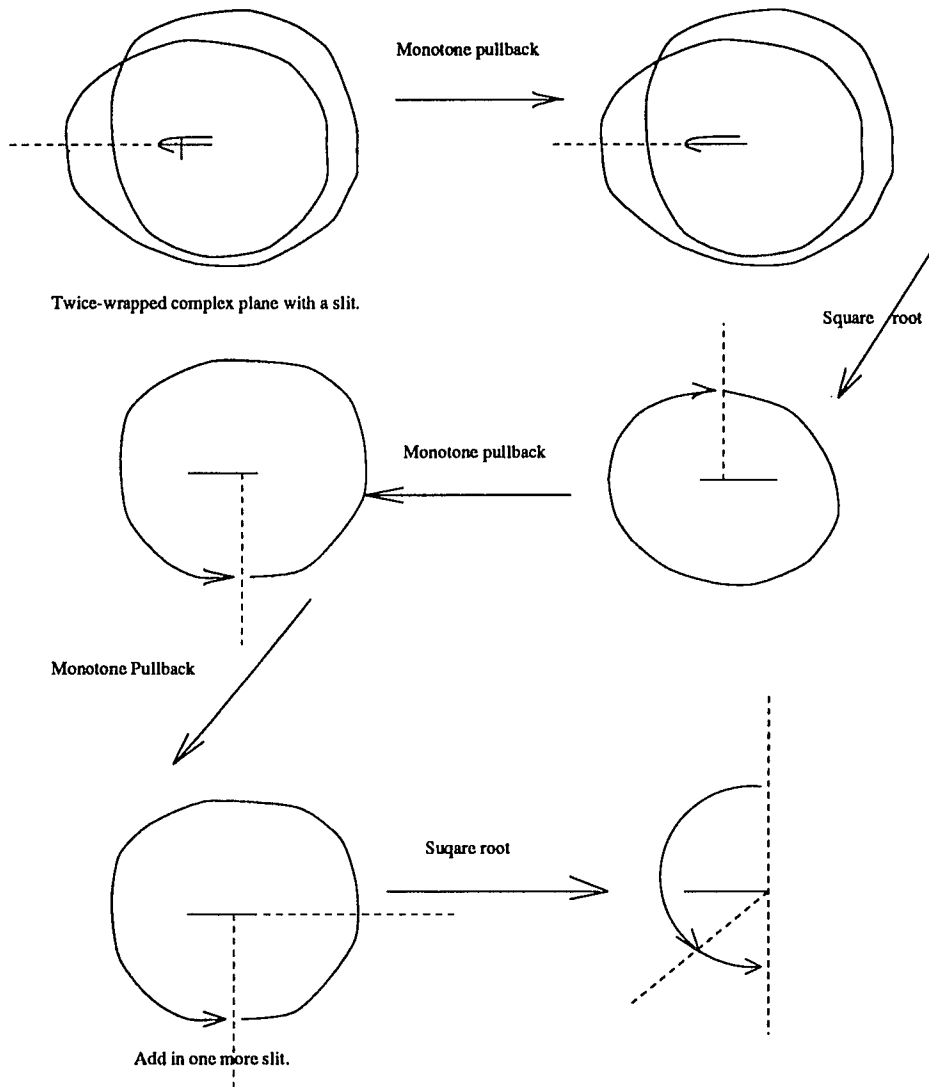 Monotone pullback
Twice-wrapped complex plane with a slit.
Square root
Monotone pullback
Monotone Pullback
Suqare root
Add in one more slit.